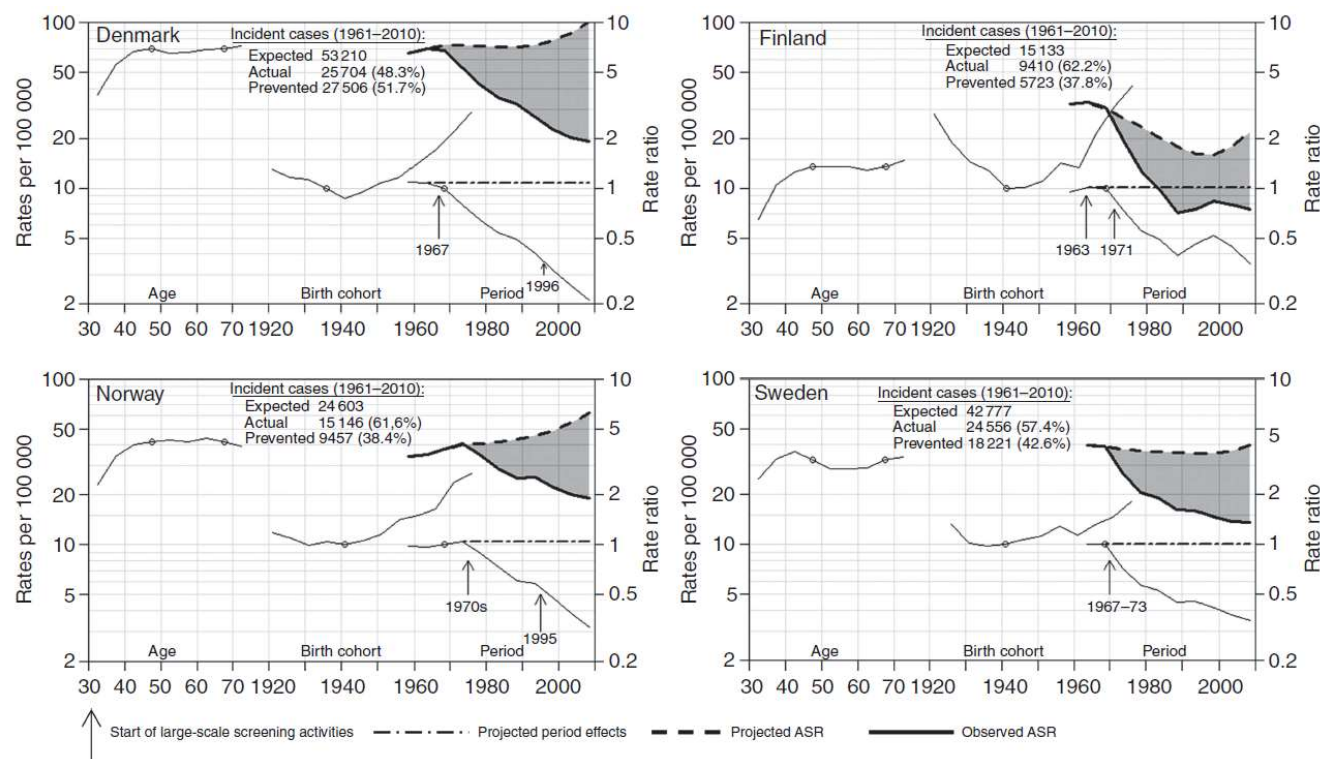 Denmark
Incident cases (1961–2010):
Expected 53 210
Actual 25 704 (48.3%)
Prevented 27 506 (51.7%)
Rates per 100 000
100
50
20
10
5
2
Rate ratio
10
5
2
1
0.5
0.2
1967
1996
Age
Birth cohort
Period
30 40 50 60 70 1920 1940 1960 1980 2000
Finland
Incident cases (1961–2010):
Expected 15 133
Actual 9410 (62.2%)
Prevented 5723 (37.8%)
Rates per 100 000
100
50
20
10
5
2
Rate ratio
10
5
2
1
0.5
0.2
1963
1971
Age
Birth cohort
Period
30 40 50 60 70 1920 1940 1960 1980 2000
Norway
Incident cases (1961–2010):
Expected 24 603
Actual 15 146 (61,6%)
Prevented 9457 (38.4%)
Rates per 100 000
100
50
20
10
5
2
Rate ratio
10
5
2
1
0.5
0.2
1970s
1995
Age
Birth cohort
Period
30 40 50 60 70 1920 1940 1960 1980 2000
Sweden
Incident cases (1961–2010):
Expected 42 777
Actual 24 556 (57.4%)
Prevented 18 221 (42.6%)
Rates per 100 000
100
50
20
10
5
2
Rate ratio
10
5
2
1
0.5
0.2
1967–73
Age
Birth cohort
Period
30 40 50 60 70 1920 1940 1960 1980 2000
Start of large-scale screening activities
Projected period effects
Projected ASR
Observed ASR